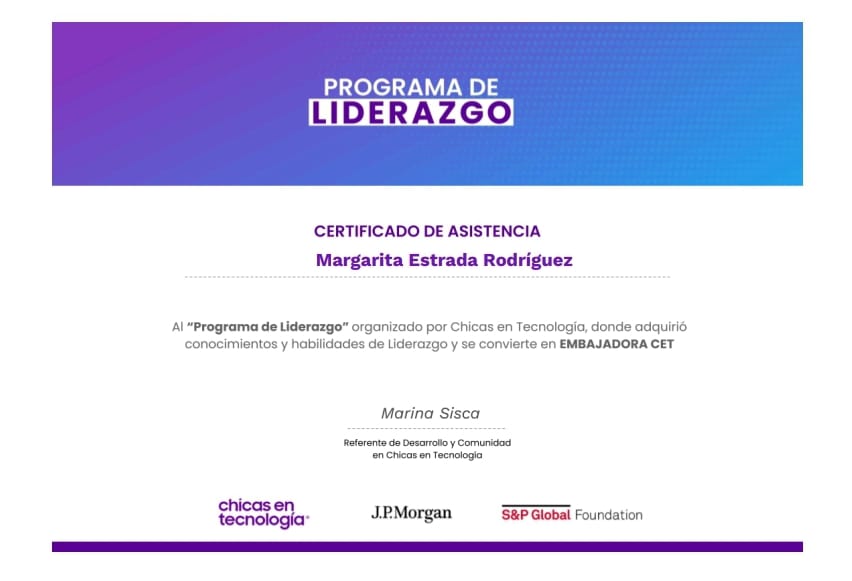 PROGRAMA DE
LIDERAZGO
CERTIFICADO DE ASISTENCIA
Margarita Estrada Rodríguez
Al “Programa de Liderazgo” organizado por Chicas en Tecnología, donde adquirió
conocimientos y habilidades de Liderazgo y se convierte en EMBAJADORA CET
Marina Sisca
Referente de Desarrollo y Comunidad
en Chicas en Tecnología
chicas en
tecnología®
J.P.Morgan
S&P Global Foundation